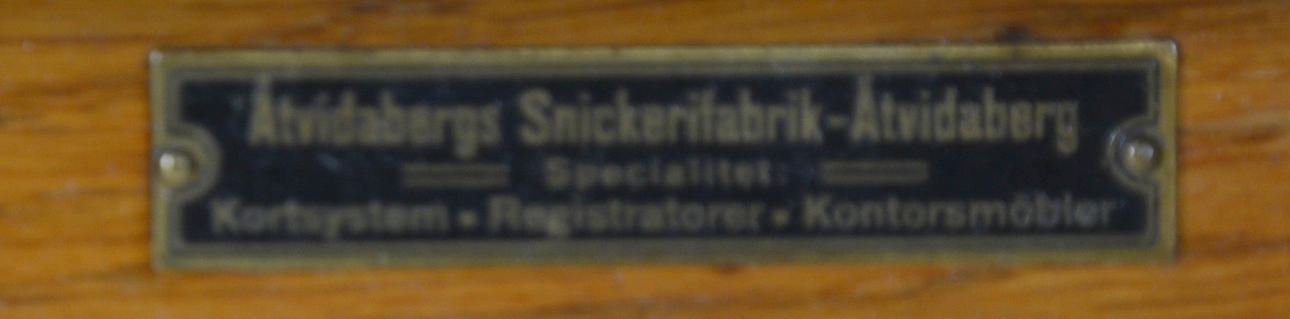 Åtvidabergs Snickerifabrik-Åtvidaberg
Specialitet:
Kortsystem • Registratorer • Kontorsmöbler